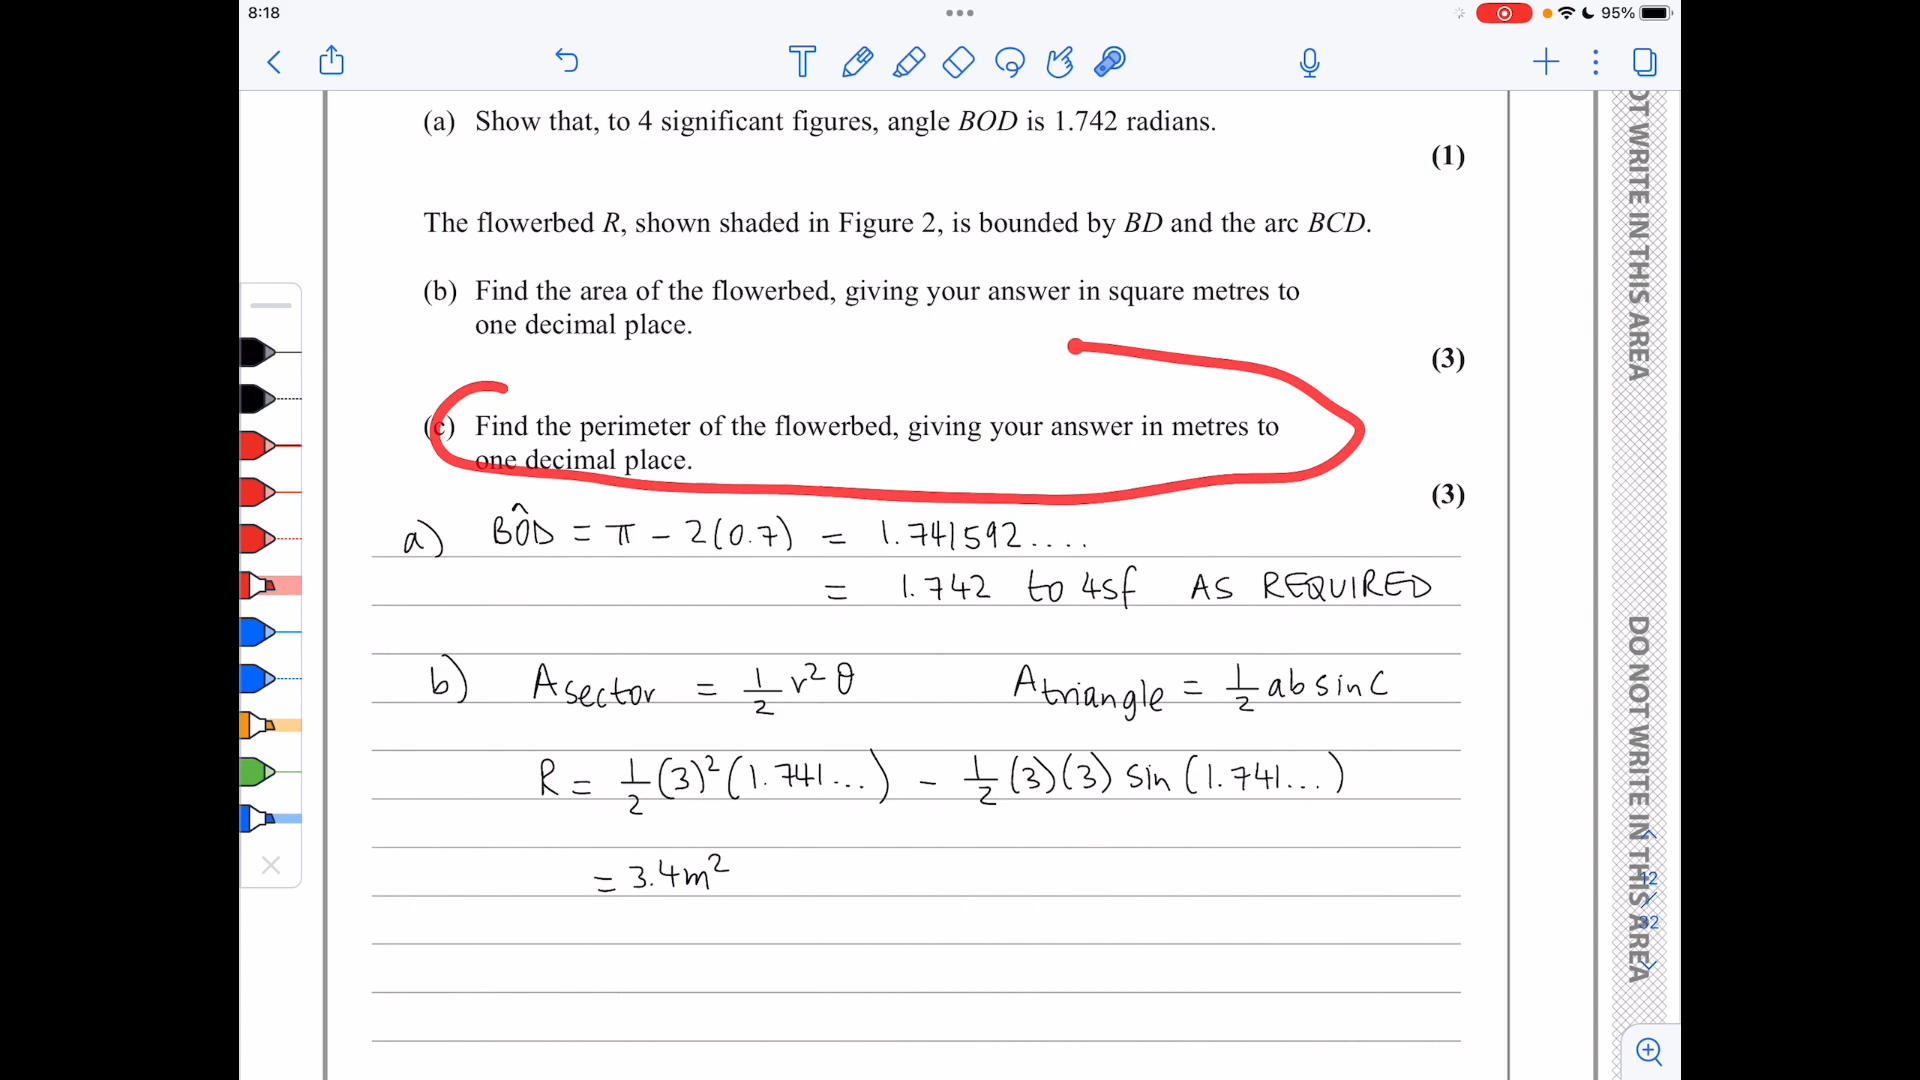 8:18
95%
(a) Show that, to 4 significant figures, angle BOD is 1.742 radians.
(1)
The flowerbed R, shown shaded in Figure 2, is bounded by BD and the arc BCD.
(b) Find the area of the flowerbed, giving your answer in square metres to
one decimal place.
(3)
(c) Find the perimeter of the flowerbed, giving your answer in metres to
one decimal place.
(3)
a) BÔD = π − 2(0.7) = 1.741592....
= 1.742 to 4sf AS REQUIRED
b) Asector = 1/2 r²θ Atriangle = 1/2 ab sin C
R = 1/2 (3)² (1.741...) − 1/2 (3)(3) sin (1.741...)
= 3.4m²
OT WRITE IN THIS AREA
DO NOT WRITE IN THIS AREA
12
/
32